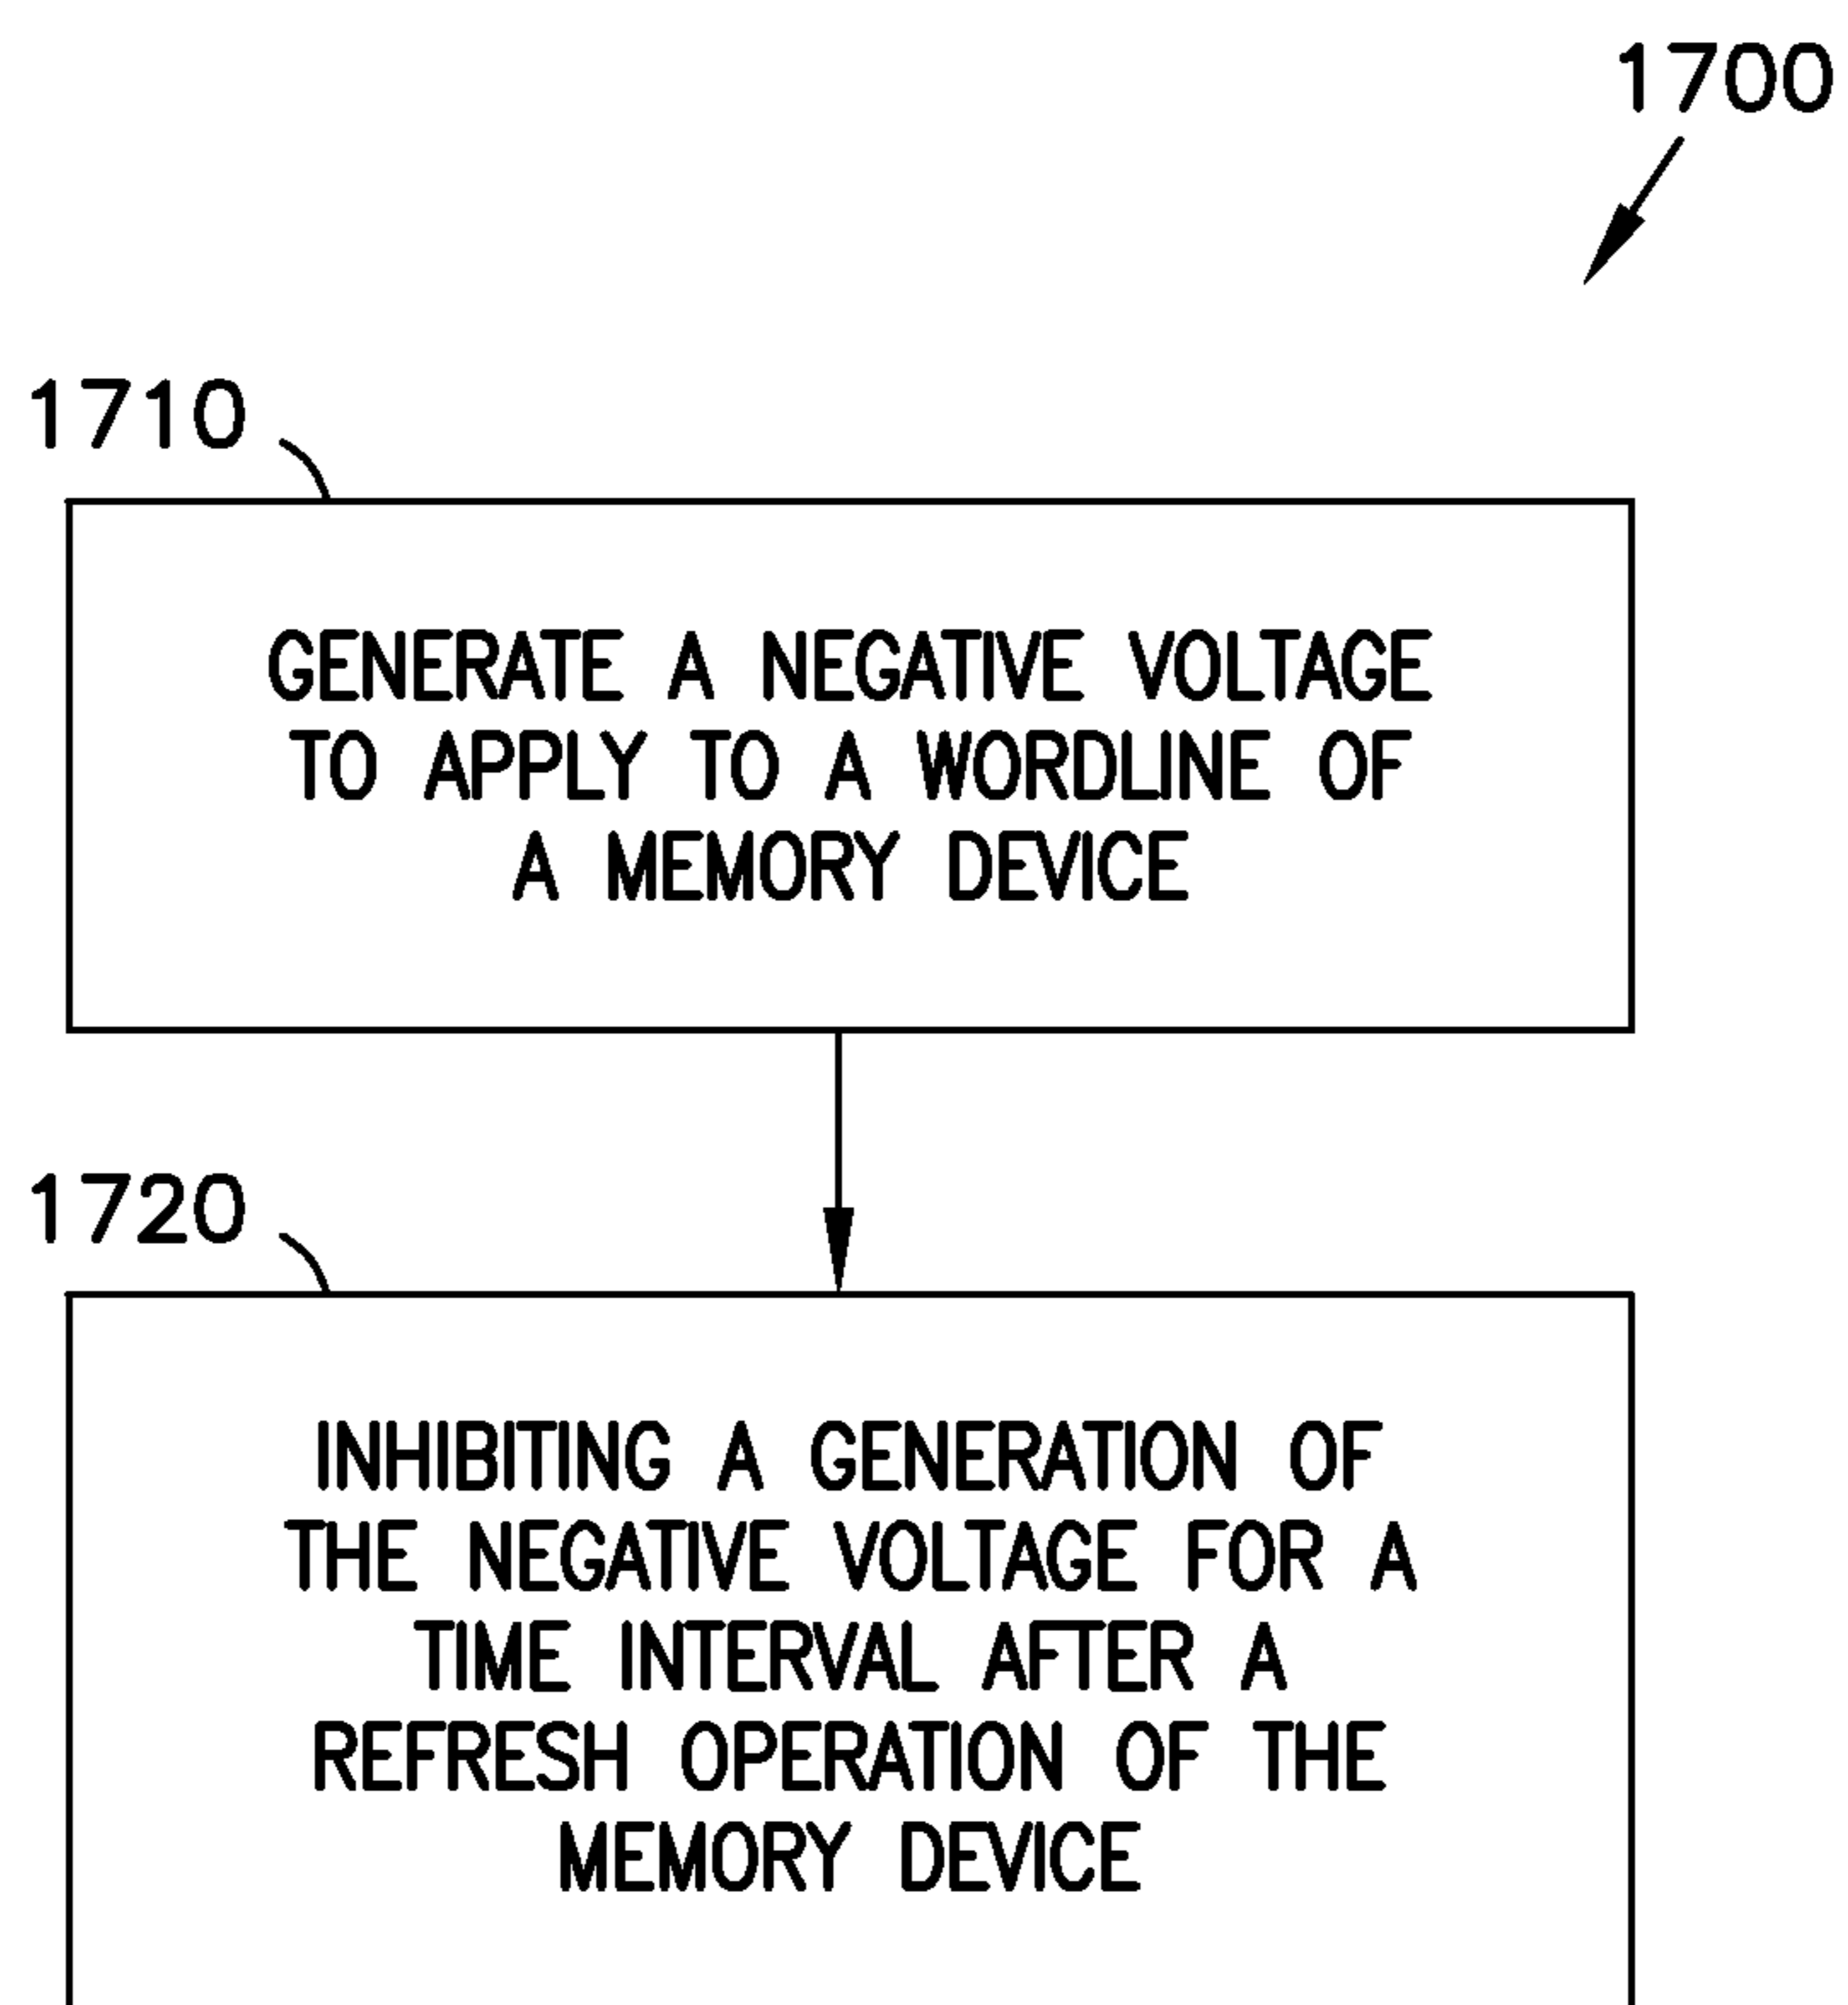 1700
1710
GENERATE A NEGATIVE VOLTAGE
TO APPLY TO A WORDLINE OF
A MEMORY DEVICE
1720
INHIBITING A GENERATION OF
THE NEGATIVE VOLTAGE FOR A
TIME INTERVAL AFTER A
REFRESH OPERATION OF THE
MEMORY DEVICE